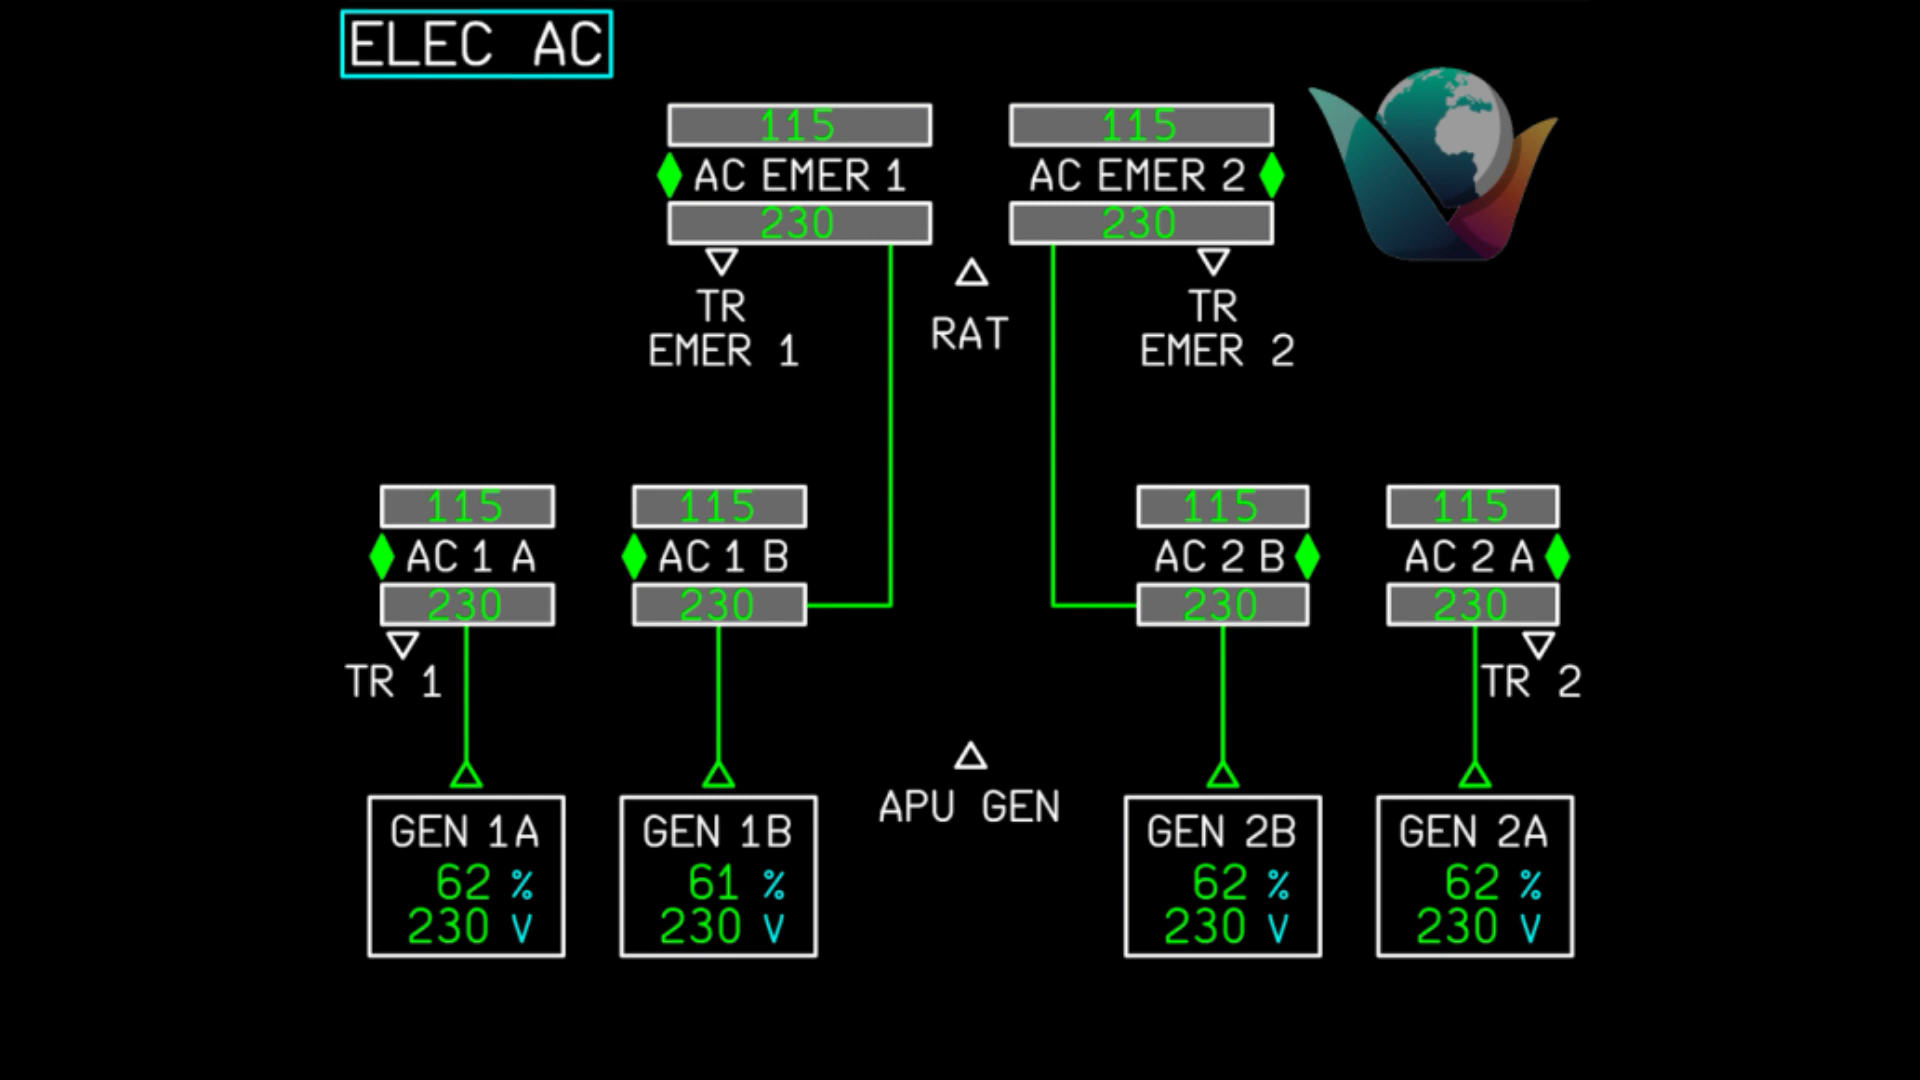 ELEC AC
115 115
AC EMER 1 AC EMER 2
230 230
TR RAT TR
EMER 1 EMER 2
115 115 115 115
AC 1 A AC 1 B AC 2 B AC 2 A
230 230 230 230
TR 1 TR 2
APU GEN
GEN 1A GEN 1B GEN 2B GEN 2A
62 % 61 % 62 % 62 %
230 V 230 V 230 V 230 V